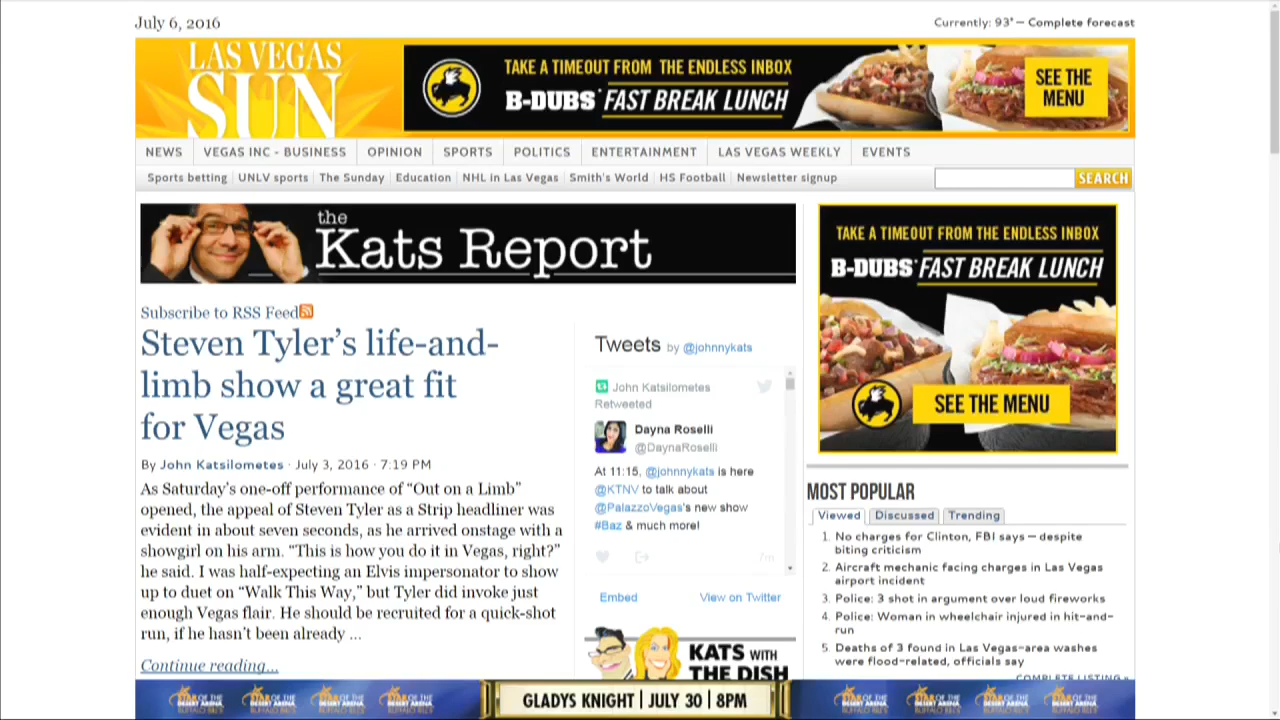 July 6, 2016
Currently: 93° — Complete forecast
LAS VEGAS
SUN
TAKE A TIMEOUT FROM THE ENDLESS INBOX
B-DUBS® FAST BREAK LUNCH
SEE THE
MENU
NEWS
VEGAS INC - BUSINESS
OPINION
SPORTS
POLITICS
ENTERTAINMENT
LAS VEGAS WEEKLY
EVENTS
Sports betting
UNLV sports
The Sunday
Education
NHL in Las Vegas
Smith's World
HS Football
Newsletter signup
SEARCH
the
Kats Report
Subscribe to RSS Feed
Steven Tyler’s life-and-
limb show a great fit
for Vegas
By John Katsilometes · July 3, 2016 · 7:19 PM
As Saturday’s one-off performance of “Out on a Limb”
opened, the appeal of Steven Tyler as a Strip headliner was
evident in about seven seconds, as he arrived onstage with a
showgirl on his arm. “This is how you do it in Vegas, right?”
he said. I was half-expecting an Elvis impersonator to show
up to duet on “Walk This Way,” but Tyler did invoke just
enough Vegas flair. He should be recruited for a quick-shot
run, if he hasn’t been already ...
Continue reading...
Tweets by @johnnykats
John Katsilometes
Retweeted
Dayna Roselli
@DaynaRoselli
At 11:15, @johnnykats is here
@KTNV to talk about
@PalazzoVegas's new show
#Baz & much more!
7m
Embed
View on Twitter
KATS WITH
THE DISH
TAKE A TIMEOUT FROM THE ENDLESS INBOX
B-DUBS® FAST BREAK LUNCH
SEE THE MENU
MOST POPULAR
Viewed
Discussed
Trending
1. No charges for Clinton, FBI says — despite
biting criticism
2. Aircraft mechanic facing charges in Las Vegas
airport incident
3. Police: 3 shot in argument over loud fireworks
4. Police: Woman in wheelchair injured in hit-and-
run
5. Deaths of 3 found in Las Vegas-area washes
were flood-related, officials say
COMPLETE LISTING »
STAR OF THE
DESERT ARENA
BUFFALO BILL'S
GLADYS KNIGHT | JULY 30 | 8PM